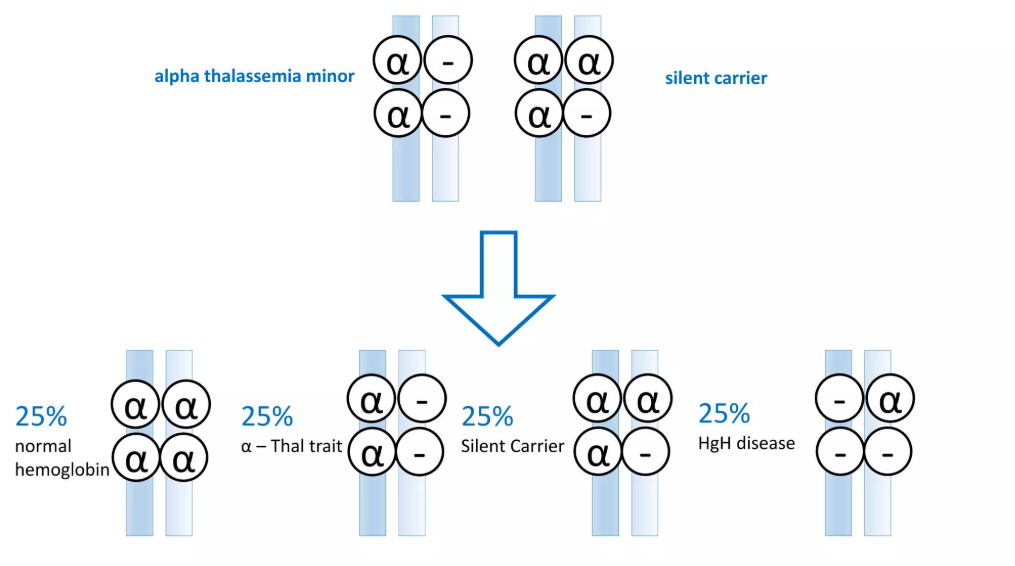 alpha thalassemia minor
α -
α -
α α
α -
silent carrier
25%
normal
hemoglobin
α α
α α
25%
α – Thal trait
α -
α -
25%
Silent Carrier
α α
α -
25%
HgH disease
- α
- -